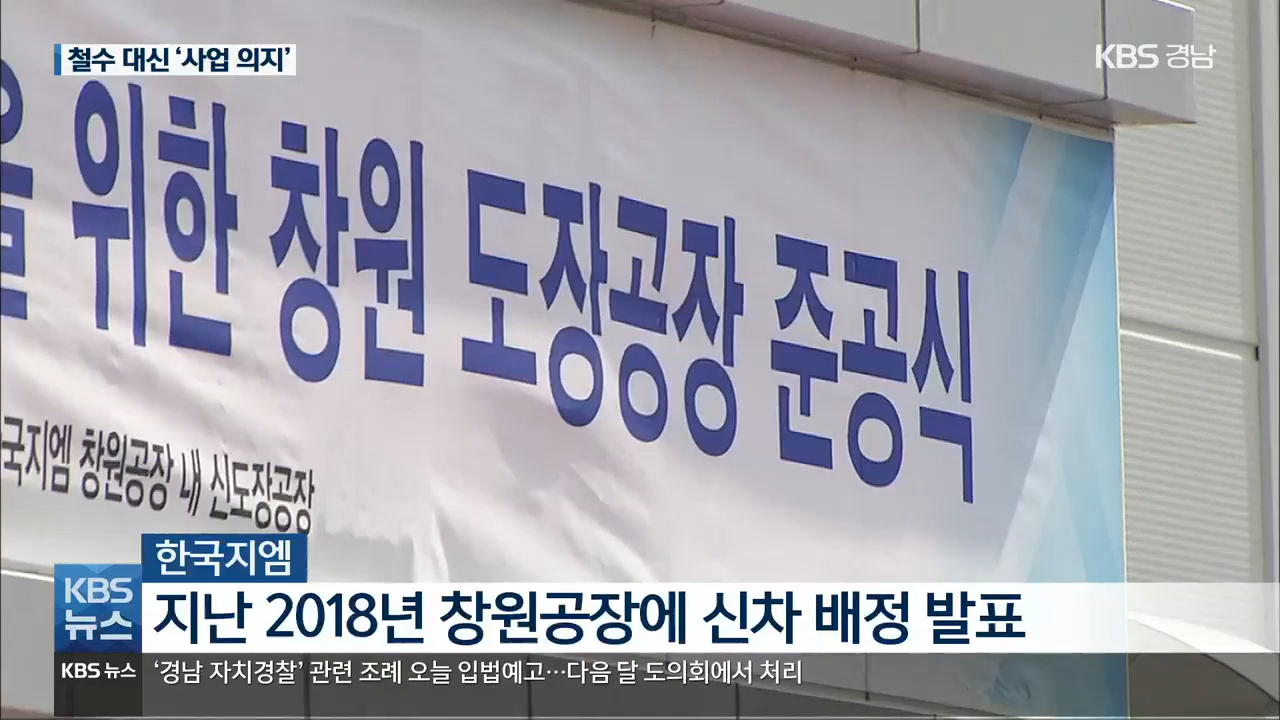 철수 대신 ‘사업 의지’
KBS 경남
을 위한 창원 도장공장 준공식
국지엠 창원공장 내 신도장공장
한국지엠
KBS 뉴스
지난 2018년 창원공장에 신차 배정 발표
KBS 뉴스 ‘경남 자치경찰’ 관련 조례 오늘 입법예고…다음 달 도의회에서 처리